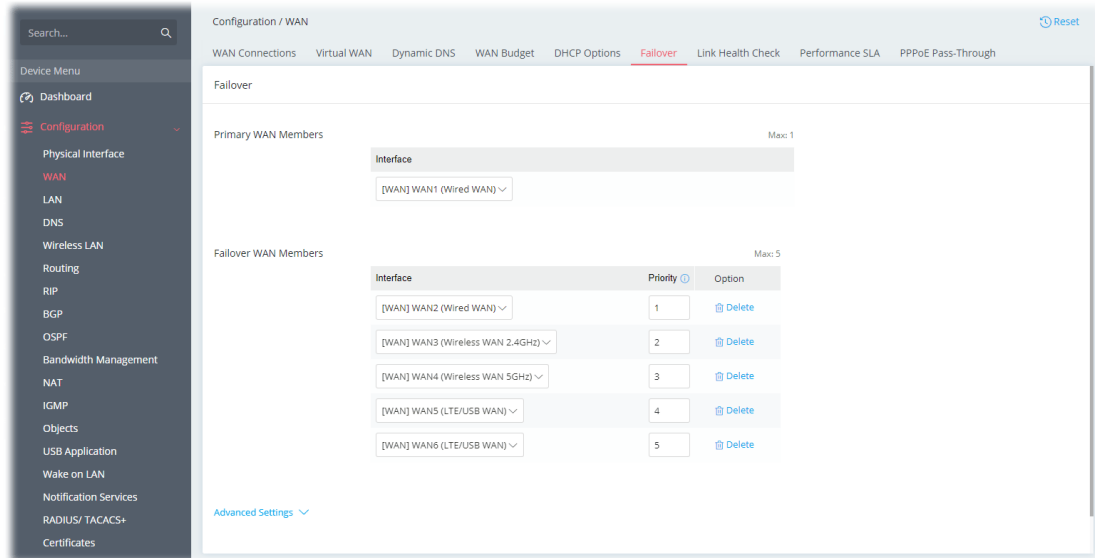 Search...
Device Menu
Dashboard
Configuration
Physical Interface
WAN
LAN
DNS
Wireless LAN
Routing
RIP
BGP
OSPF
Bandwidth Management
NAT
IGMP
Objects
USB Application
Wake on LAN
Notification Services
RADIUS/ TACACS+
Certificates
Configuration / WAN
Reset
WAN Connections Virtual WAN Dynamic DNS WAN Budget DHCP Options Failover Link Health Check Performance SLA PPPoE Pass-Through
Failover
Primary WAN Members Max: 1
Interface
[WAN] WAN1 (Wired WAN)
Failover WAN Members Max: 5
Interface Priority Option
[WAN] WAN2 (Wired WAN) 1 Delete
[WAN] WAN3 (Wireless WAN 2.4GHz) 2 Delete
[WAN] WAN4 (Wireless WAN 5GHz) 3 Delete
[WAN] WAN5 (LTE/USB WAN) 4 Delete
[WAN] WAN6 (LTE/USB WAN) 5 Delete
Advanced Settings